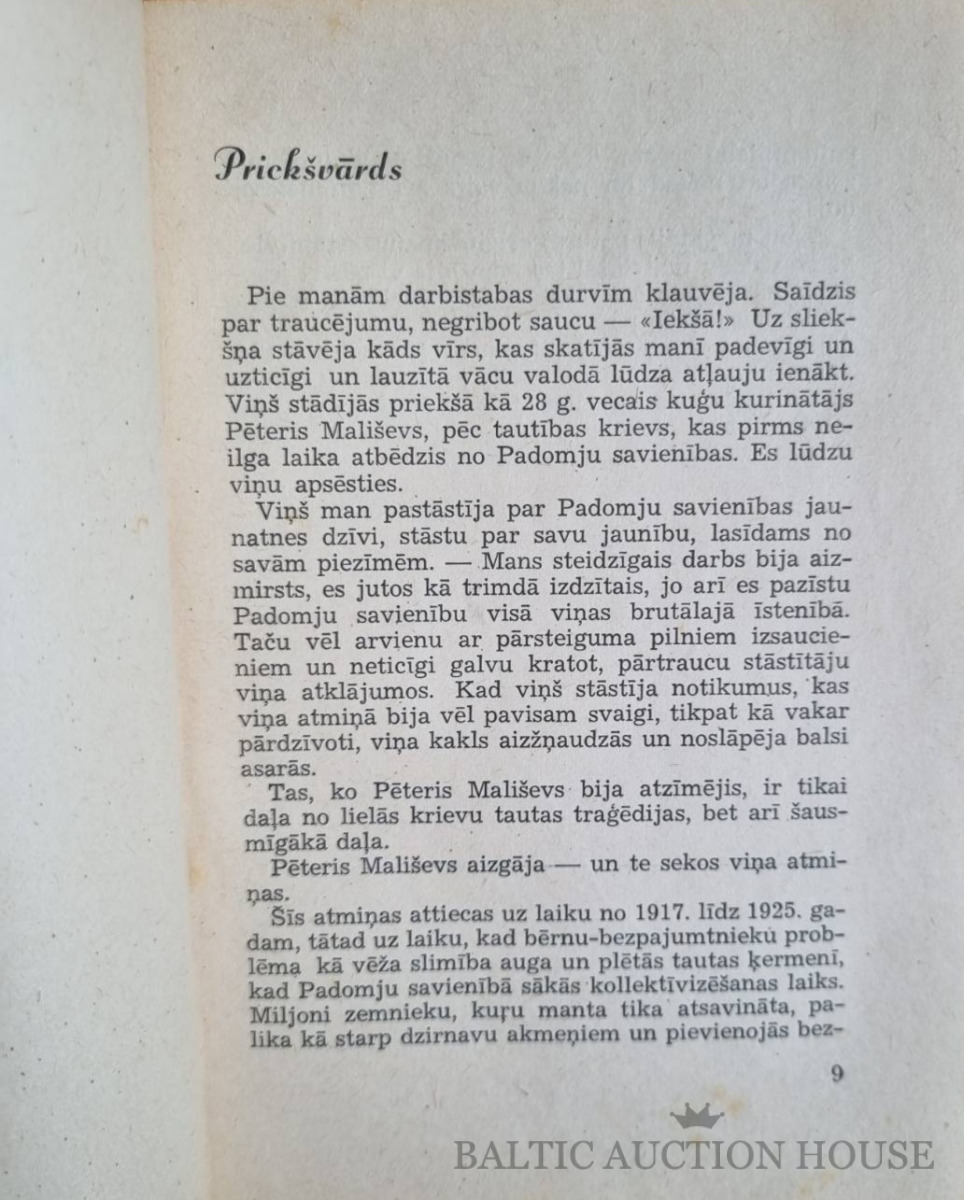 Priekšvārds
Pie manām darbistabas durvīm klauvēja. Saīdzis
par traucējumu, negribot saucu — «Iekšā!» Uz sliek-
šņa stāvēja kāds vīrs, kas skatījās manī padevīgi un
uzticīgi un lauzītā vācu valodā lūdza atļauju ienākt.
Viņš stādījās priekšā kā 28 g. vecais kuģu kurinātājs
Pēteris Mališevs, pēc tautības krievs, kas pirms ne-
ilga laika atbēdzis no Padomju savienības. Es lūdzu
viņu apsēsties.
Viņš man pastāstīja par Padomju savienības jau-
natnes dzīvi, stāstu par savu jaunību, lasīdams no
savām piezīmēm. — Mans steidzīgais darbs bija aiz-
mirsts, es jutos kā trimdā izdzītais, jo arī es pazīstu
Padomju savienību visā viņas brutālajā īstenībā.
Taču vēl arvienu ar pārsteiguma pilniem izsaucie-
niem un neticīgi galvu kratot, pārtraucu stāstītāju
viņa atklājumos. Kad viņš stāstīja notikumus, kas
viņa atmiņā bija vēl pavisam svaigi, tikpat kā vakar
pārdzīvoti, viņa kakls aizžņaudzās un noslāpēja balsi
asarās.
Tas, ko Pēteris Mališevs bija atzīmējis, ir tikai
daļa no lielās krievu tautas traģēdijas, bet arī šaus-
mīgākā daļa.
Pēteris Mališevs aizgāja — un te sekos viņa atmi-
ņas.
Šīs atmiņas attiecas uz laiku no 1917. līdz 1925. ga-
dam, tātad uz laiku, kad bērnu-bezpajumtnieku prob-
lēma kā vēža slimība auga un plētās tautas ķermenī,
kad Padomju savienībā sākās kollektīvizēšanas laiks.
Miljoni zemnieku, kuŗu manta tika atsavināta, pa-
lika kā starp dzirnavu akmeņiem un pievienojās bez-
9
BALTIC AUCTION HOUSE